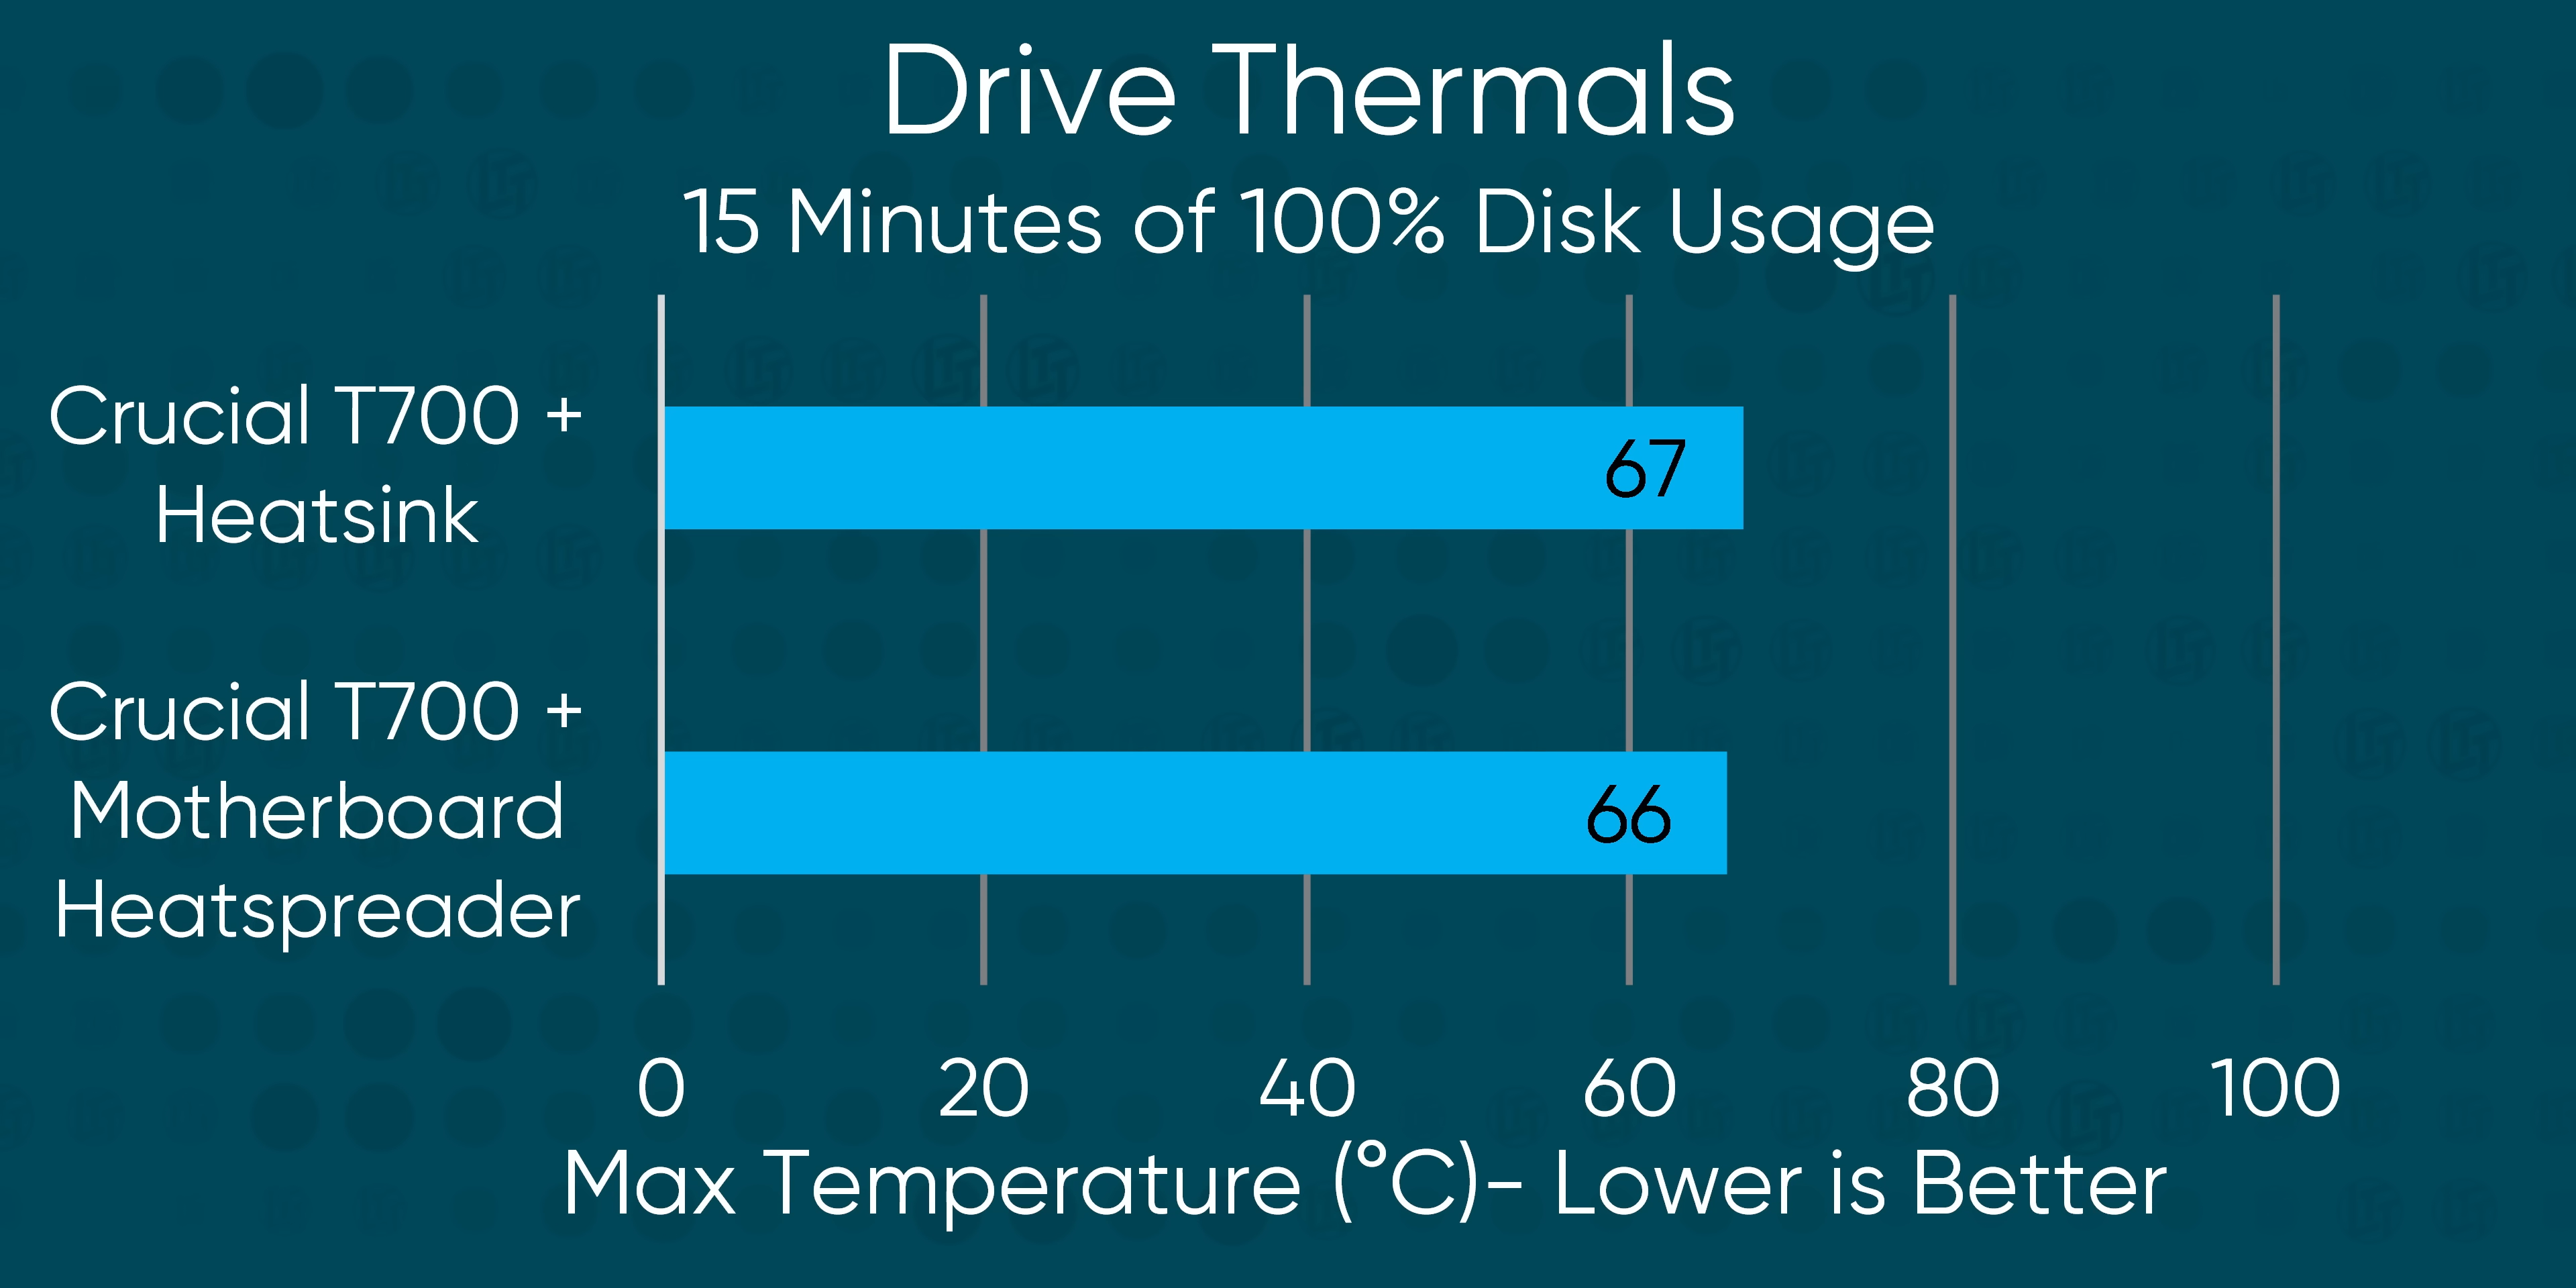 Drive Thermals
15 Minutes of 100% Disk Usage
Crucial T700 +
Heatsink
67
Crucial T700 +
Motherboard
Heatspreader
66
0 20 40 60 80 100
Max Temperature (°C)- Lower is Better